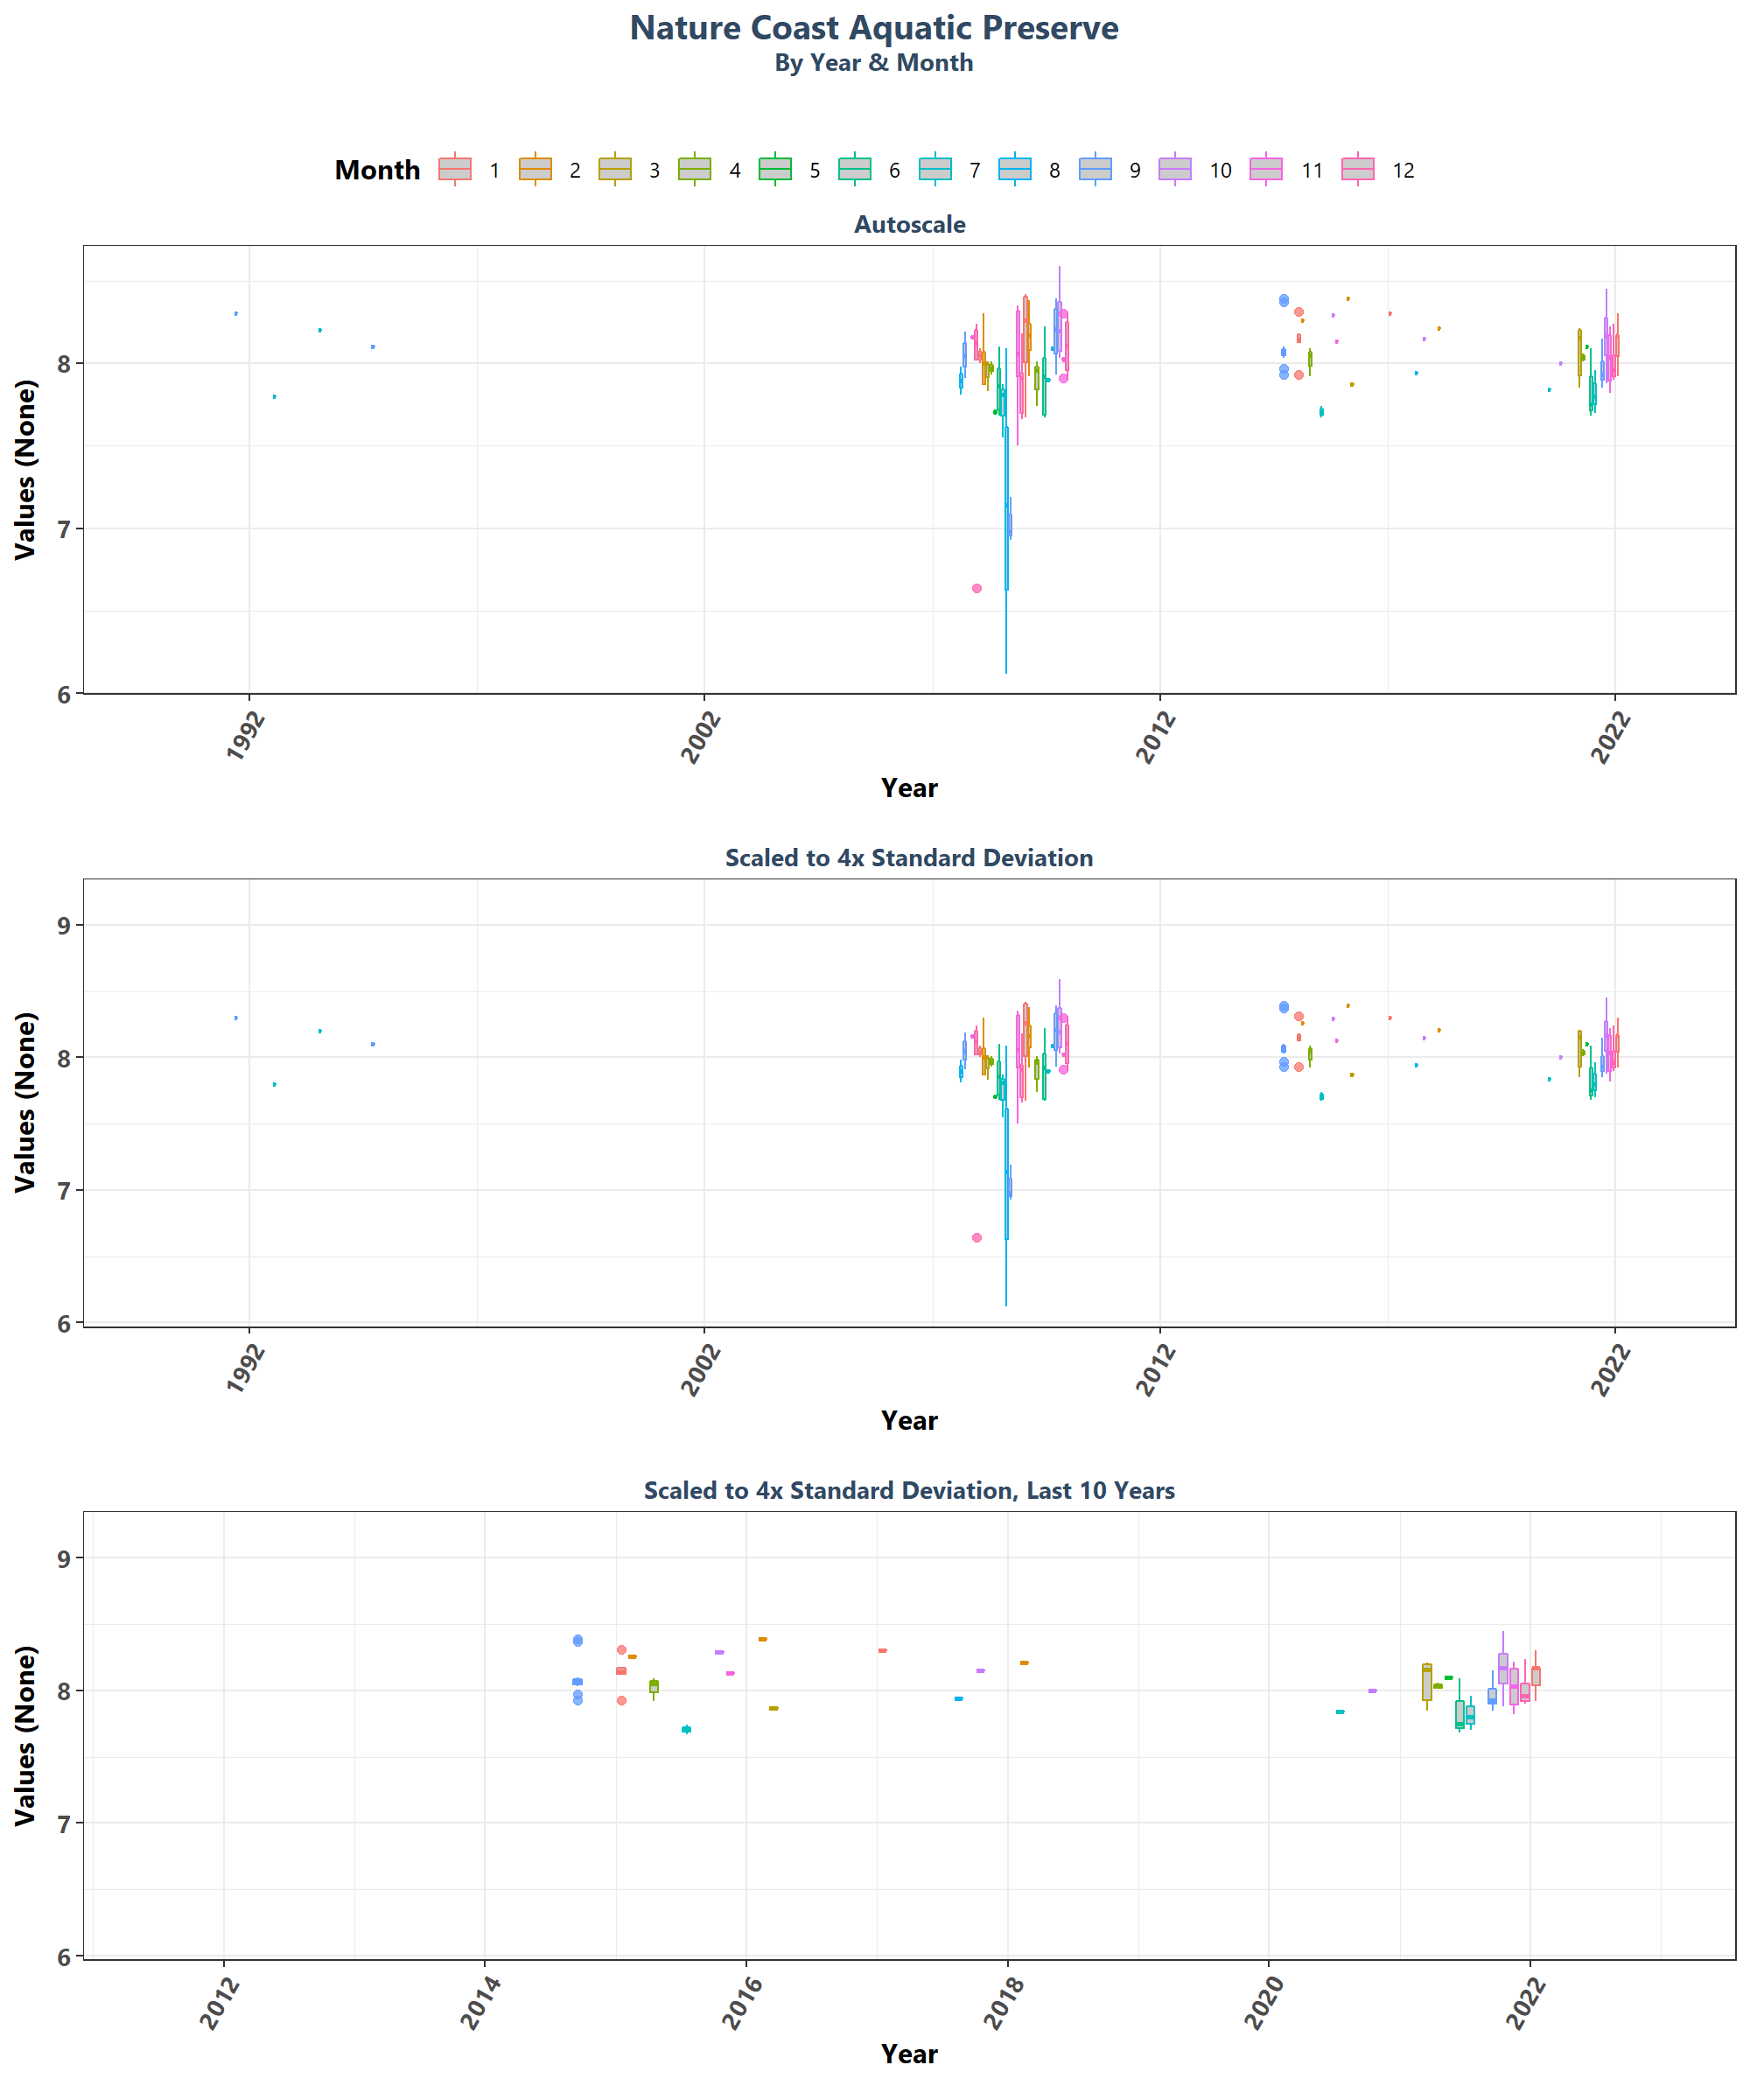 Nature Coast Aquatic Preserve
By Year & Month
Month 1 2 3 4 5 6 7 8 9 10 11 12
Autoscale
Values (None)
8
7
6
1992 2002 2012 2022
Year
Scaled to 4x Standard Deviation
Values (None)
9
8
7
6
1992 2002 2012 2022
Year
Scaled to 4x Standard Deviation, Last 10 Years
Values (None)
9
8
7
6
2012 2014 2016 2018 2020 2022
Year